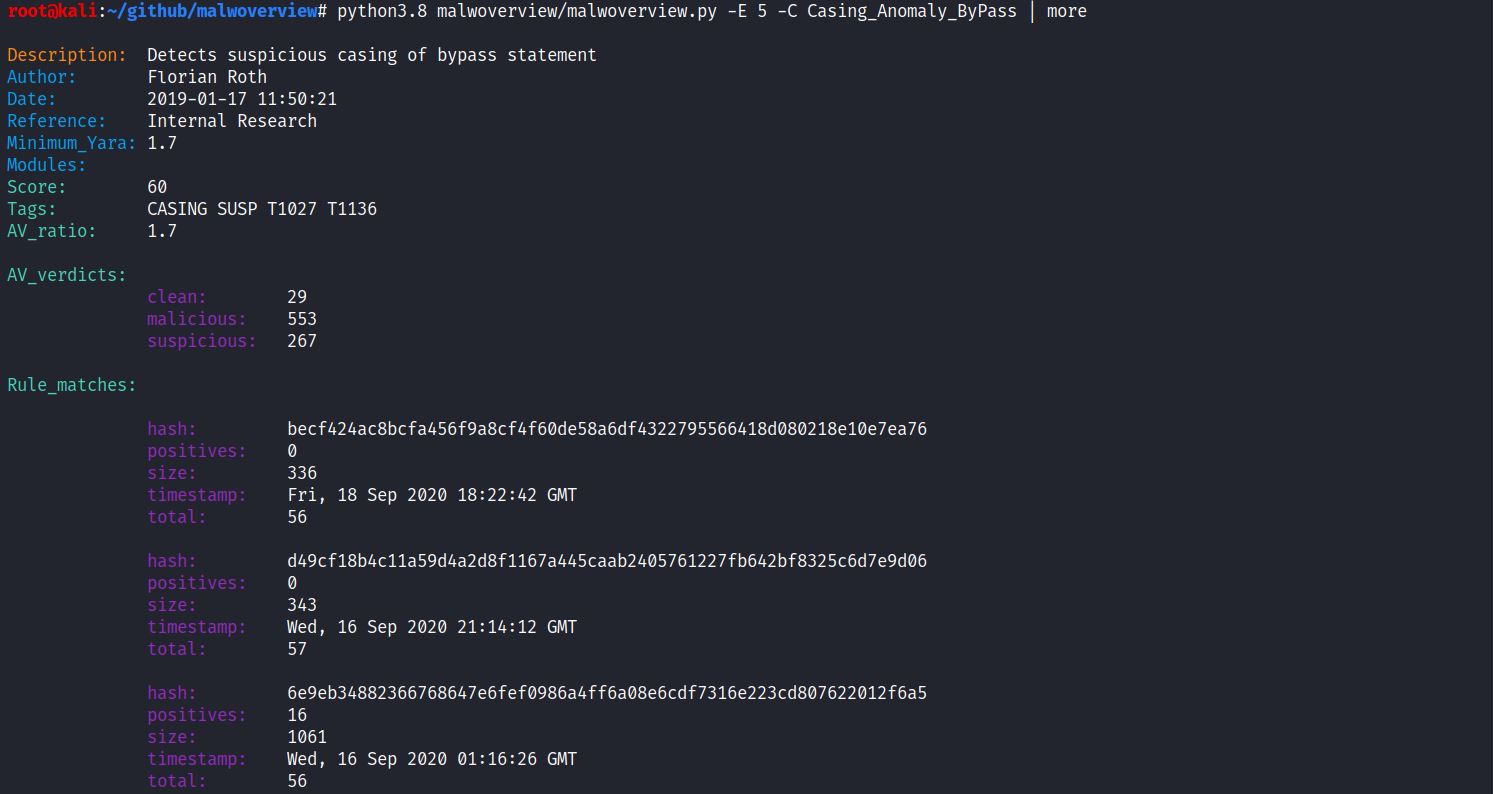 root@kali:~/github/malwoverview# python3.8 malwoverview/malwoverview.py -E 5 -C Casing_Anomaly_ByPass | more
Description: Detects suspicious casing of bypass statement
Author: Florian Roth
Date: 2019-01-17 11:50:21
Reference: Internal Research
Minimum_Yara: 1.7
Modules:
Score: 60
Tags: CASING SUSP T1027 T1136
AV_ratio: 1.7
AV_verdicts:
clean: 29
malicious: 553
suspicious: 267
Rule_matches:
hash: becf424ac8bcfa456f9a8cf4f60de58a6df4322795566418d080218e10e7ea76
positives: 0
size: 336
timestamp: Fri, 18 Sep 2020 18:22:42 GMT
total: 56
hash: d49cf18b4c11a59d4a2d8f1167a445caab2405761227fb642bf8325c6d7e9d06
positives: 0
size: 343
timestamp: Wed, 16 Sep 2020 21:14:12 GMT
total: 57
hash: 6e9eb34882366768647e6fef0986a4ff6a08e6cdf7316e223cd807622012f6a5
positives: 16
size: 1061
timestamp: Wed, 16 Sep 2020 01:16:26 GMT
total: 56